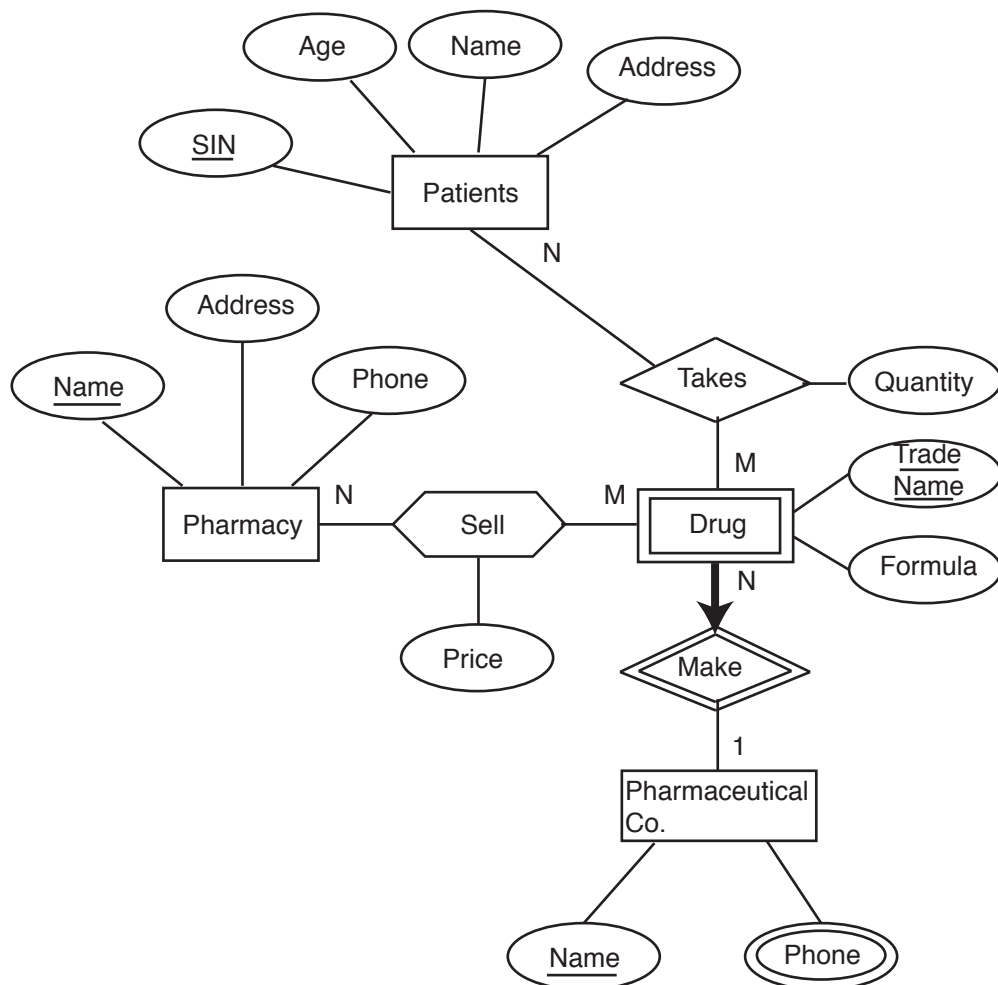 Age
Name
Address
SIN
Patients
N
Address
Name
Phone
Takes
Quantity
M
Trade
Name
N
M
Pharmacy
Sell
Drug
Formula
N
Price
Make
1
Pharmaceutical
Co.
Name
Phone